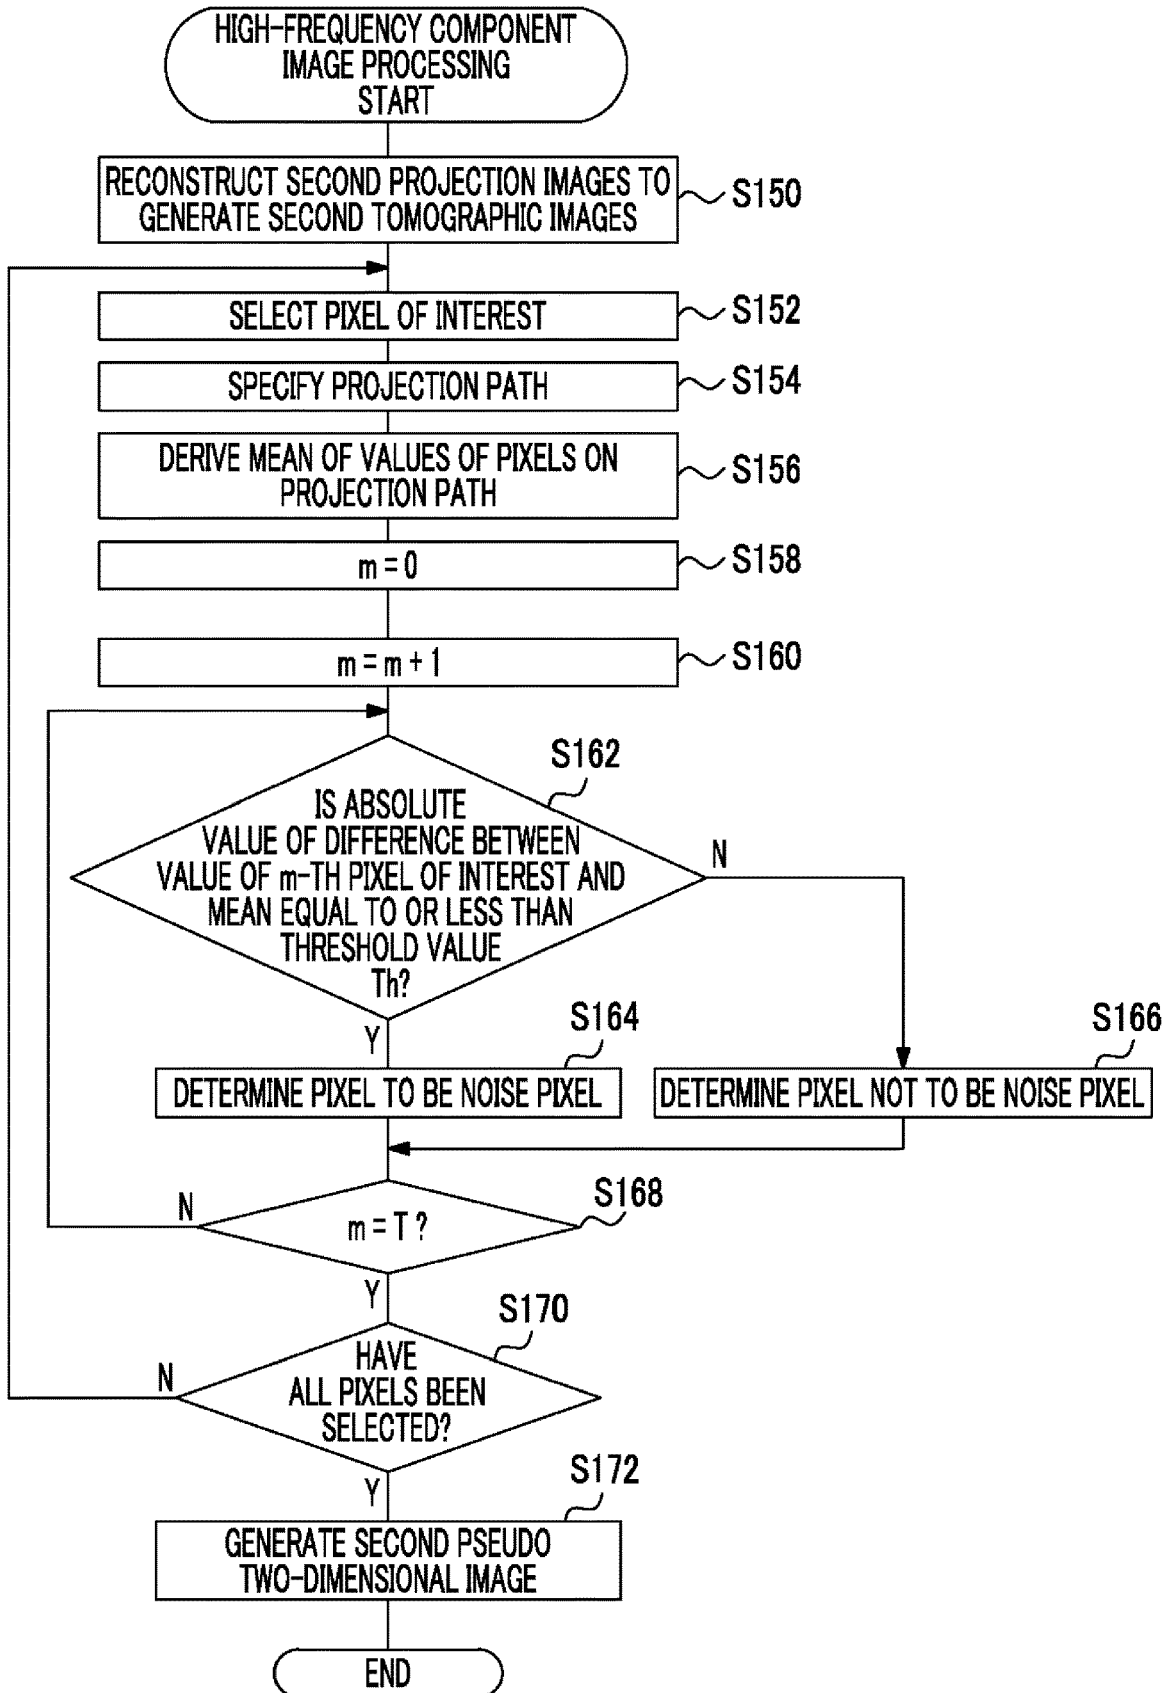 HIGH-FREQUENCY COMPONENT
IMAGE PROCESSING
START
RECONSTRUCT SECOND PROJECTION IMAGES TO
GENERATE SECOND TOMOGRAPHIC IMAGES
S150
SELECT PIXEL OF INTEREST
S152
SPECIFY PROJECTION PATH
S154
DERIVE MEAN OF VALUES OF PIXELS ON
PROJECTION PATH
S156
m = 0
S158
m = m + 1
S160
S162
IS ABSOLUTE
VALUE OF DIFFERENCE BETWEEN
VALUE OF m-TH PIXEL OF INTEREST AND
MEAN EQUAL TO OR LESS THAN
THRESHOLD VALUE
Th?
N
Y
S164
DETERMINE PIXEL TO BE NOISE PIXEL
S166
DETERMINE PIXEL NOT TO BE NOISE PIXEL
N
m = T ?
S168
Y
S170
N
HAVE
ALL PIXELS BEEN
SELECTED?
Y
S172
GENERATE SECOND PSEUDO
TWO-DIMENSIONAL IMAGE
END